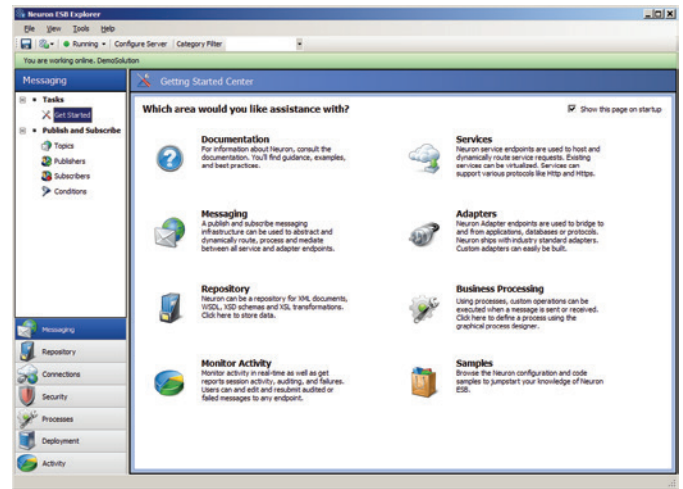 Neuron ESB Explorer
File View Tools Help
Running Configure Server Category Filter
You are working online. DemoSolution
Messaging
Tasks
Get Started
Publish and Subscribe
Topics
Publishers
Subscribers
Conditions
Messaging
Repository
Connections
Security
Processes
Deployment
Activity
Getting Started Center
Which area would you like assistance with?
Show this page on startup
Documentation
For information about Neuron, consult the
documentation. You'll find guidance, examples,
and best practices.
Services
Neuron service endpoints are used to host and
dynamically route service requests. Existing
services can be virtualized. Services can
support various protocols like Http and Https.
Messaging
A publish and subscribe messaging
infrastructure can be used to abstract and
dynamically route, process and mediate
between all service and adapter endpoints.
Adapters
Neuron Adapter endpoints are used to bridge to
and from applications, databases or protocols.
Neuron ships with industry standard adapters.
Custom adapters can easily be built.
Repository
Neuron can be a repository for XML documents,
WSDL, XSD schemas and XSL transformations.
Click here to store data.
Business Processing
Using processes, custom operations can be
executed when a message is sent or received.
Click here to define a process using the
graphical process designer.
Monitor Activity
Monitor activity in real-time as well as get
reports session activity, auditing, and failures.
Users can and edit and resubmit audited or
failed messages to any endpoint.
Samples
Browse the Neuron configuration and code
samples to jumpstart your knowledge of Neuron
ESB.